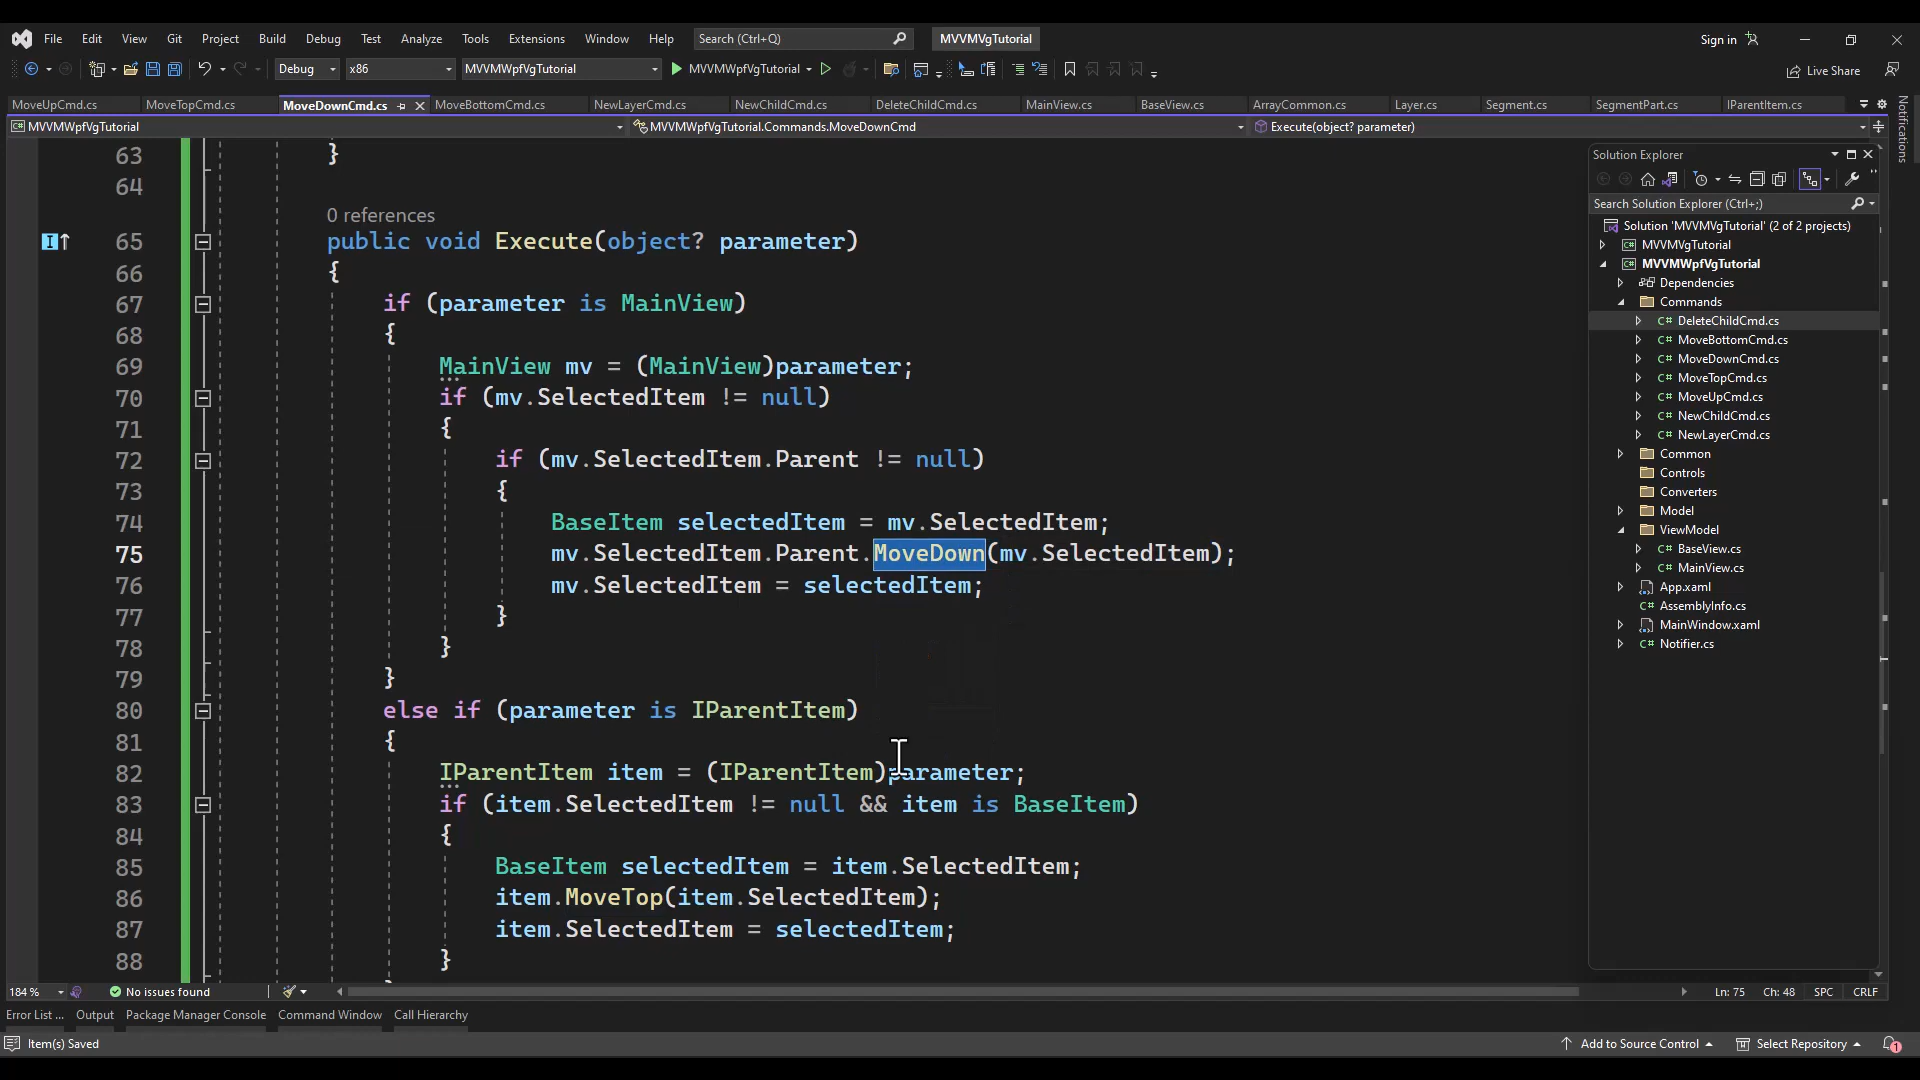 File Edit View Git Project Build Debug Test Analyze Tools Extensions Window Help Search (Ctrl+Q) MVVMVgTutorial Sign in
Debug x86 MVVMWpfVgTutorial MVVMWpfVgTutorial Live Share
MoveUpCmd.cs MoveTopCmd.cs MoveDownCmd.cs MoveBottomCmd.cs NewLayerCmd.cs NewChildCmd.cs DeleteChildCmd.cs MainView.cs BaseView.cs ArrayCommon.cs Layer.cs Segment.cs SegmentPart.cs IParentItem.cs
MVVMWpfVgTutorial MVVMWpfVgTutorial.Commands.MoveDownCmd Execute(object? parameter)
63 }
64
0 references
65 public void Execute(object? parameter)
66 {
67 if (parameter is MainView)
68 {
69 MainView mv = (MainView)parameter;
70 if (mv.SelectedItem != null)
71 {
72 if (mv.SelectedItem.Parent != null)
73 {
74 BaseItem selectedItem = mv.SelectedItem;
75 mv.SelectedItem.Parent.MoveDown(mv.SelectedItem);
76 mv.SelectedItem = selectedItem;
77 }
78 }
79 }
80 else if (parameter is IParentItem)
81 {
82 IParentItem item = (IParentItem)parameter;
83 if (item.SelectedItem != null && item is BaseItem)
84 {
85 BaseItem selectedItem = item.SelectedItem;
86 item.MoveTop(item.SelectedItem);
87 item.SelectedItem = selectedItem;
88 }
Solution Explorer
Search Solution Explorer (Ctrl+;)
Solution 'MVVMVgTutorial' (2 of 2 projects)
MVVMVgTutorial
MVVMWpfVgTutorial
Dependencies
Commands
C# DeleteChildCmd.cs
C# MoveBottomCmd.cs
C# MoveDownCmd.cs
C# MoveTopCmd.cs
C# MoveUpCmd.cs
C# NewChildCmd.cs
C# NewLayerCmd.cs
Common
Controls
Converters
Model
ViewModel
C# BaseView.cs
C# MainView.cs
App.xaml
C# AssemblyInfo.cs
MainWindow.xaml
C# Notifier.cs
Notifications
184 % No issues found Ln: 75 Ch: 48 SPC CRLF
Error List ... Output Package Manager Console Command Window Call Hierarchy
Item(s) Saved Add to Source Control Select Repository 1